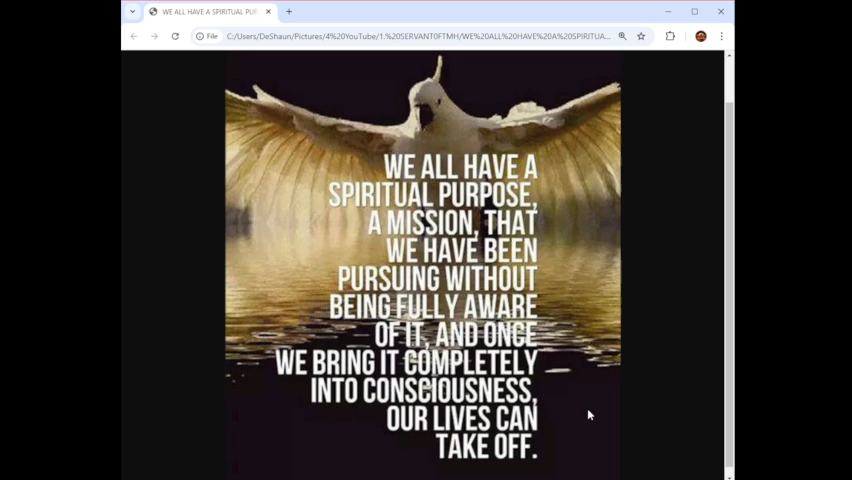 WE ALL HAVE A SPIRITUAL PUR
File
C:/Users/DeShaun/Pictures/4%20YouTube/1.%20SERVANT0FTMH/WE%20ALL%20HAVE%20A%20SPIRITUA...
WE ALL HAVE A
SPIRITUAL PURPOSE,
A MISSION, THAT
WE HAVE BEEN
PURSUING WITHOUT
BEING FULLY AWARE
OF IT, AND ONCE
WE BRING IT COMPLETELY
INTO CONSCIOUSNESS,
OUR LIVES CAN
TAKE OFF.